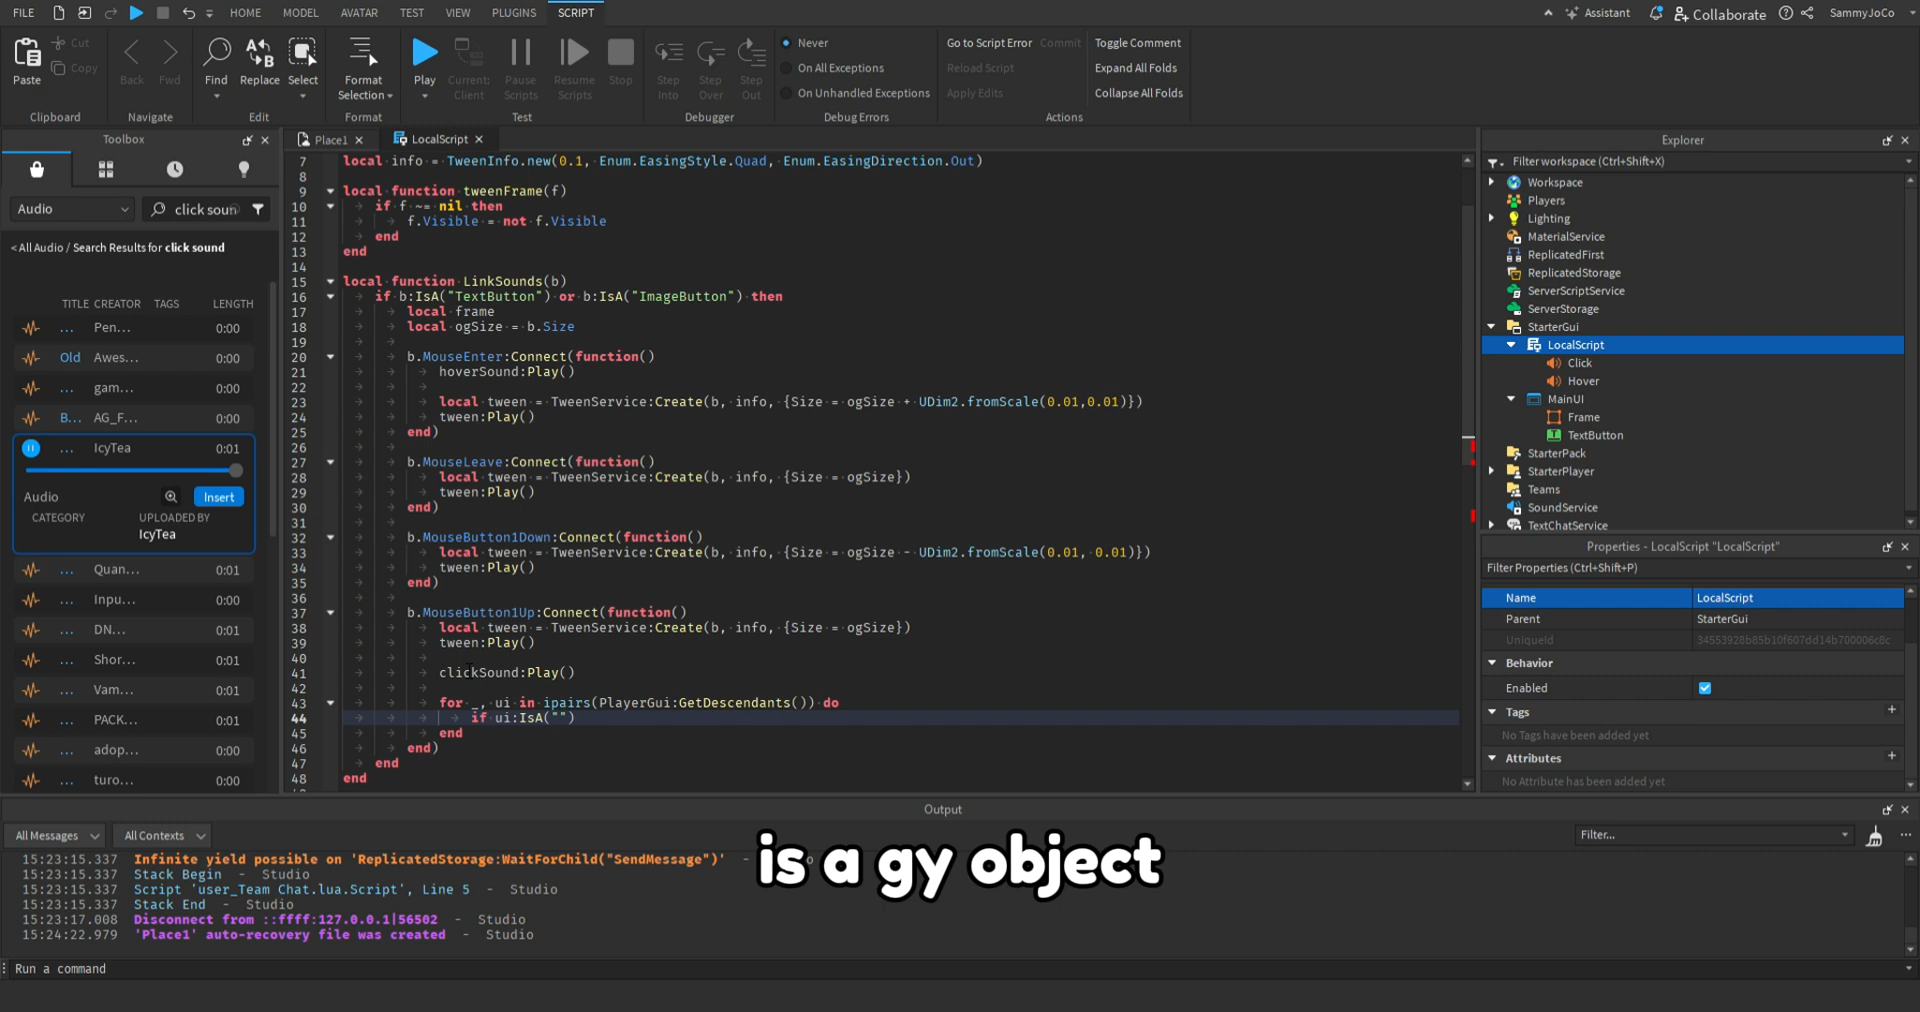 FILE HOME MODEL AVATAR TEST VIEW PLUGINS SCRIPT Assistant Collaborate SammyJoCo
Paste Cut Copy Back Fwd Find Replace Select Format Selection Play Current: Client Pause Scripts Resume Scripts Stop Step Into Step Over Step Out
Never
On All Exceptions
On Unhandled Exceptions
Go to Script Error Commit
Reload Script
Apply Edits
Toggle Comment
Expand All Folds
Collapse All Folds
Clipboard Navigate Edit Format Test Debugger Debug Errors Actions
Toolbox
Audio click soun
< All Audio / Search Results for click sound
TITLE CREATOR TAGS LENGTH
... Pen... 0:00
Old Awes... 0:00
... gam... 0:00
B... AG_F... 0:00
... IcyTea 0:01
Audio Insert
CATEGORY UPLOADED BY
IcyTea
... Quan... 0:01
... Inpu... 0:00
... DN... 0:01
... Shor... 0:01
... Vam... 0:01
... PACK... 0:01
... adop... 0:00
... turo... 0:00
Place1 LocalScript
7 local info = TweenInfo.new(0.1, Enum.EasingStyle.Quad, Enum.EasingDirection.Out)
8
9 local function tweenFrame(f)
10 if f ~= nil then
11 f.Visible = not f.Visible
12 end
13 end
14
15 local function LinkSounds(b)
16 if b:IsA("TextButton") or b:IsA("ImageButton") then
17 local frame
18 local ogSize = b.Size
19
20 b.MouseEnter:Connect(function()
21 hoverSound:Play()
22
23 local tween = TweenService:Create(b, info, {Size = ogSize + UDim2.fromScale(0.01,0.01)})
24 tween:Play()
25 end)
26
27 b.MouseLeave:Connect(function()
28 local tween = TweenService:Create(b, info, {Size = ogSize})
29 tween:Play()
30 end)
31
32 b.MouseButton1Down:Connect(function()
33 local tween = TweenService:Create(b, info, {Size = ogSize - UDim2.fromScale(0.01, 0.01)})
34 tween:Play()
35 end)
36
37 b.MouseButton1Up:Connect(function()
38 local tween = TweenService:Create(b, info, {Size = ogSize})
39 tween:Play()
40
41 clickSound:Play()
42
43 for _, ui in ipairs(PlayerGui:GetDescendants()) do
44 if ui:IsA("")
45 end
46 end)
47 end
48 end
Explorer
Filter workspace (Ctrl+Shift+X)
Workspace
Players
Lighting
MaterialService
ReplicatedFirst
ReplicatedStorage
ServerScriptService
ServerStorage
StarterGui
LocalScript
Click
Hover
MainUI
Frame
TextButton
StarterPack
StarterPlayer
Teams
SoundService
TextChatService
Properties - LocalScript "LocalScript"
Filter Properties (Ctrl+Shift+P)
Name LocalScript
Parent StarterGui
UniqueId
Behavior
Enabled
Tags
No Tags have been added yet
Attributes
No Attribute has been added yet
Output
All Messages All Contexts Filter...
15:23:15.337 Infinite yield possible on 'ReplicatedStorage:WaitForChild("SendMessage")' -
15:23:15.337 Stack Begin - Studio
15:23:15.337 Script 'user_Team Chat.lua.Script', Line 5 - Studio
15:23:15.337 Stack End - Studio
15:23:17.008 Disconnect from ::ffff:127.0.0.1|56502 - Studio
15:24:22.979 'Place1' auto-recovery file was created - Studio
is a gy object
Run a command